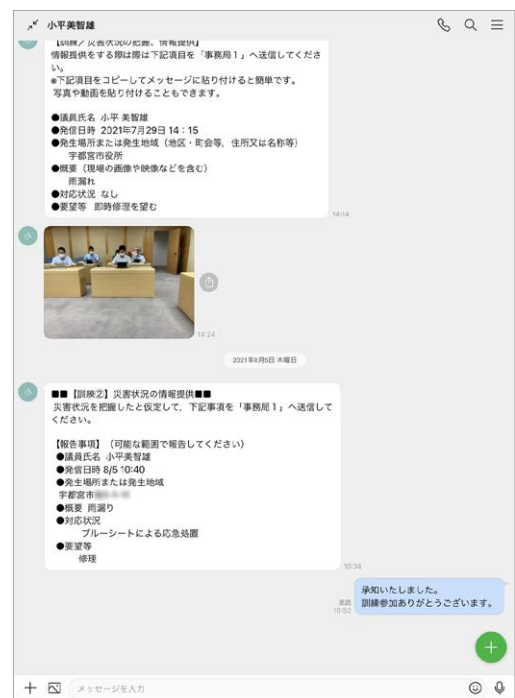 小平美智雄
【訓練/災害状況の把握、情報提供】
情報提供をする際は際は下記項目を「事務局1」へ送信してくださ
い。
※下記項目をコピーしてメッセージに貼り付けると簡単です。
写真や動画を貼り付けることもできます。
●議員氏名 小平 美智雄
●発信日時 2021年7月29日 14:15
●発生場所または発生地域(地区・町会等,住所又は名称等)
宇都宮市役所
●概要(現場の画像や映像などを含む)
雨漏れ
●対応状況 なし
●要望等 即時修理を望む
14:14
小
14:24
2021年8月5日 木曜日
小
■■【訓練②】災害状況の情報提供■■
災害状況を把握したと仮定して,下記事項を「事務局1」へ送信して
ください。
【報告事項】(可能な範囲で報告してください)
●議員氏名 小平美智雄
●発信日時 8/5 10:40
●発生場所または発生地域
宇都宮市
●概要 雨漏り
●対応状況
ブルーシートによる応急処置
●要望等
修理
10:38
承知いたしました。
訓練参加ありがとうございます。
既読
10:52
メッセージを入力